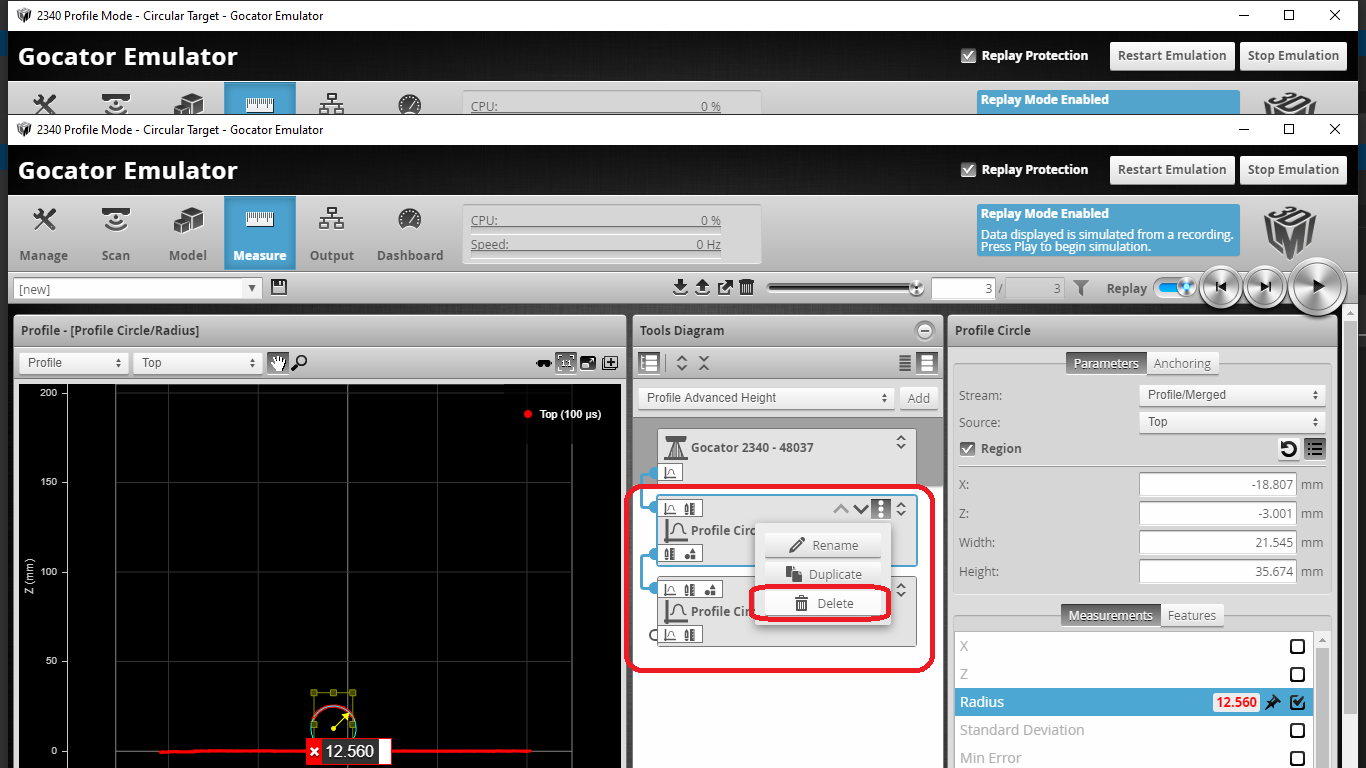 2340 Profile Mode - Circular Target - Gocator Emulator
Gocator Emulator
Replay Protection
Restart Emulation
Stop Emulation
CPU: 0 %
Replay Mode Enabled
2340 Profile Mode - Circular Target - Gocator Emulator
Gocator Emulator
Replay Protection
Restart Emulation
Stop Emulation
Manage
Scan
Model
Measure
Output
Dashboard
CPU: 0 %
Speed: 0 Hz
Replay Mode Enabled
Data displayed is simulated from a recording.
Press Play to begin simulation.
[new]
3 / 3
Replay
Profile - [Profile Circle/Radius]
Profile
Top
1:1
200
150
100
50
0
Z (mm)
Top (100 µs)
12.560
Tools Diagram
Profile Advanced Height
Add
Gocator 2340 - 48037
Profile Circ
Rename
Duplicate
Delete
Profile Cir
Profile Circle
Parameters
Anchoring
Stream: Profile/Merged
Source: Top
Region
X: -18.807 mm
Z: -3.001 mm
Width: 21.545 mm
Height: 35.674 mm
Measurements
Features
X
Z
Radius 12.560
Standard Deviation
Min Error